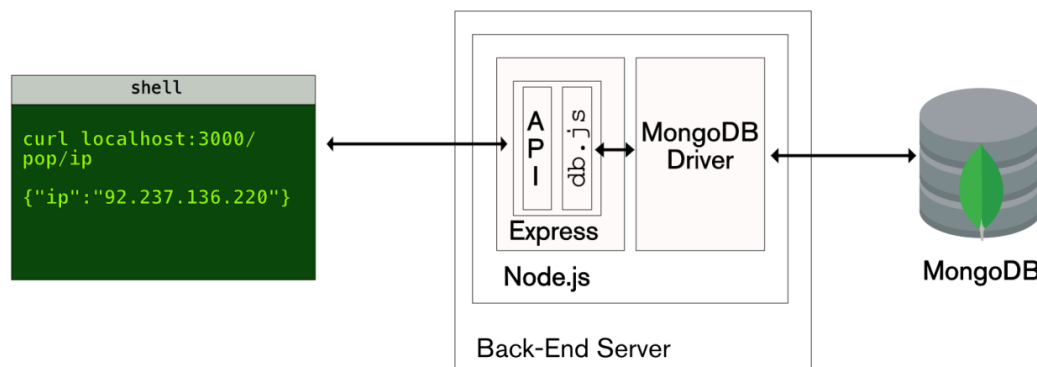 shell
curl localhost:3000/
pop/ip
{"ip":"92.237.136.220"}
API
db.js
Express
MongoDB
Driver
Node.js
Back-End Server
MongoDB